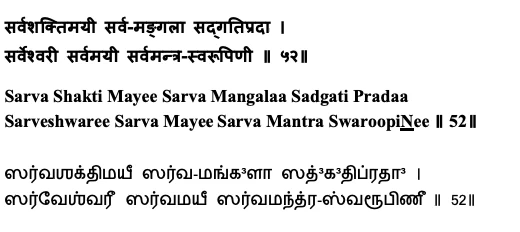 सर्वशक्तिमयी सर्व-मङ्गला सद्गतिप्रदा ।
सर्वेश्वरी सर्वमयी सर्वमन्त्र-स्वरूपिणी ॥ ५२॥
Sarva Shakti Mayee Sarva Mangalaa Sadgati Pradaa
Sarveshwaree Sarva Mayee Sarva Mantra SwaroopiNee ॥ 52॥
ஸர்வஶக்திமயீ ஸர்வ-மங்க³ளா ஸத்³க³திப்ரதா³ ।
ஸர்வேஶ்வரீ ஸர்வமயீ ஸர்வமந்த்ர-ஸ்வரூபிணீ ॥ 52॥